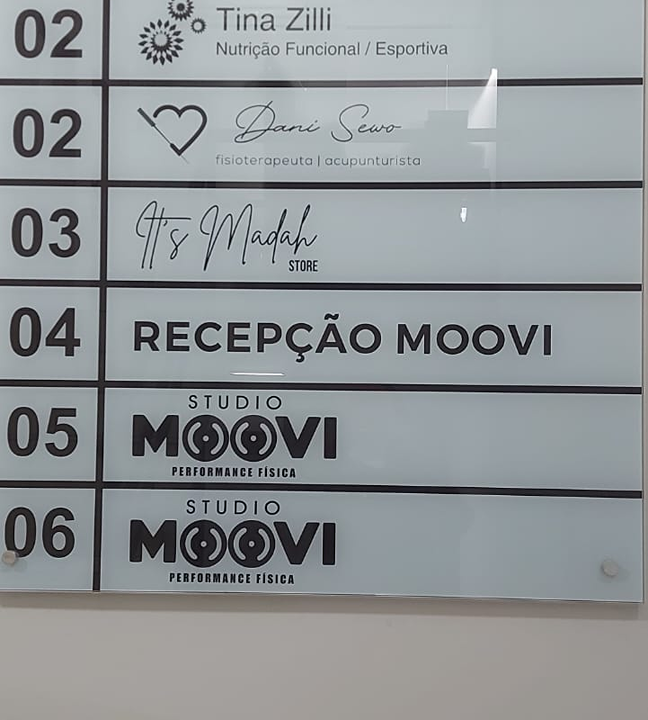 02 Tina Zilli
Nutrição Funcional / Esportiva
02 Dani Sewo
fisioterapeuta | acupunturista
03 It's Madah
STORE
04 RECEPÇÃO MOOVI
05 STUDIO
MOOVI
PERFORMANCE FÍSICA
06 STUDIO
MOOVI
PERFORMANCE FÍSICA